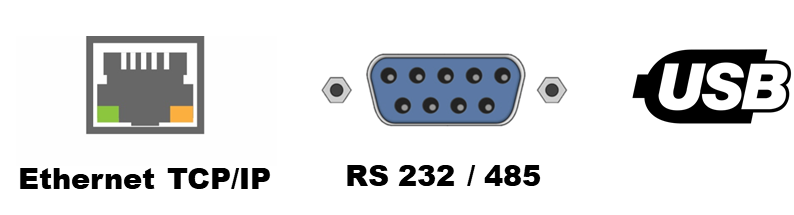 USB
Ethernet TCP/IP
RS 232 / 485